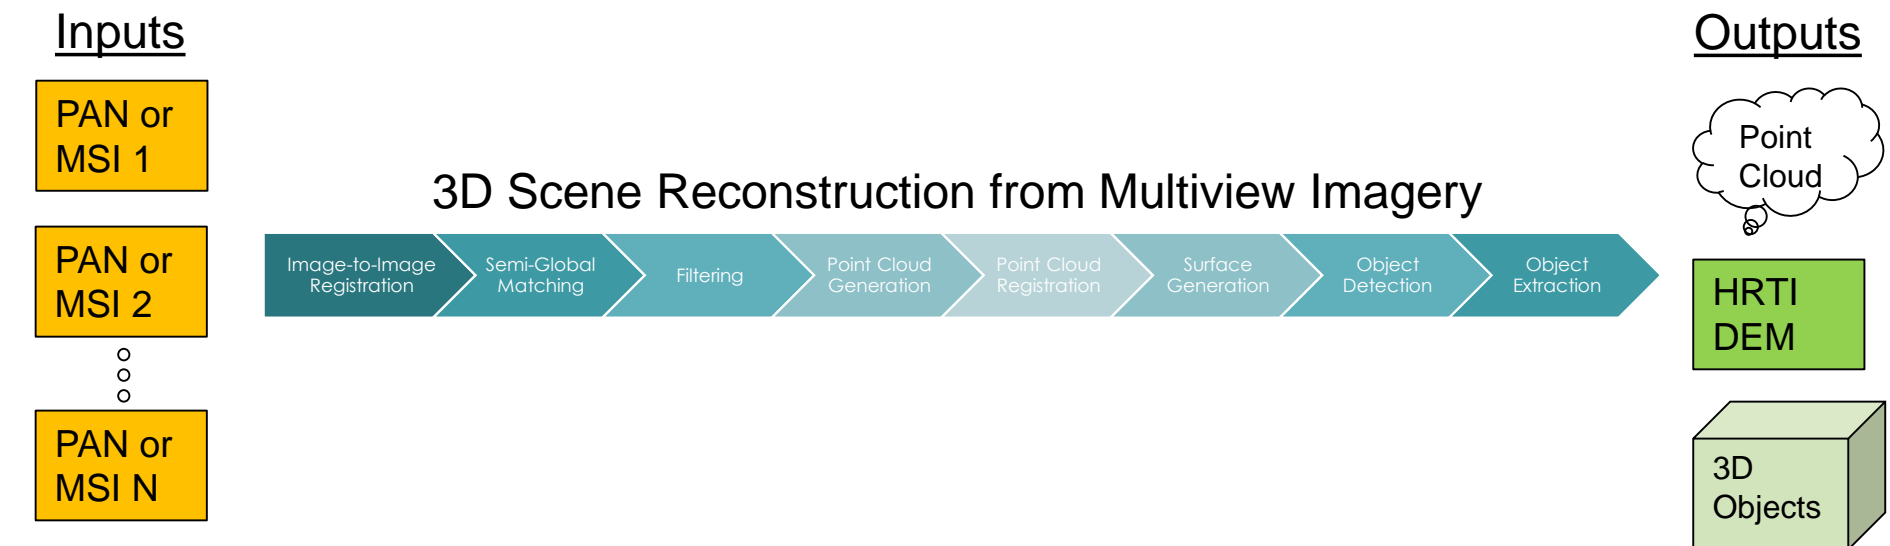 Inputs
PAN or
MSI 1
PAN or
MSI 2
PAN or
MSI N
3D Scene Reconstruction from Multiview Imagery
Image-to-Image
Registration
Semi-Global
Matching
Filtering
Point Cloud
Generation
Point Cloud
Registration
Surface
Generation
Object
Detection
Object
Extraction
Outputs
Point
Cloud
HRTI
DEM
3D
Objects